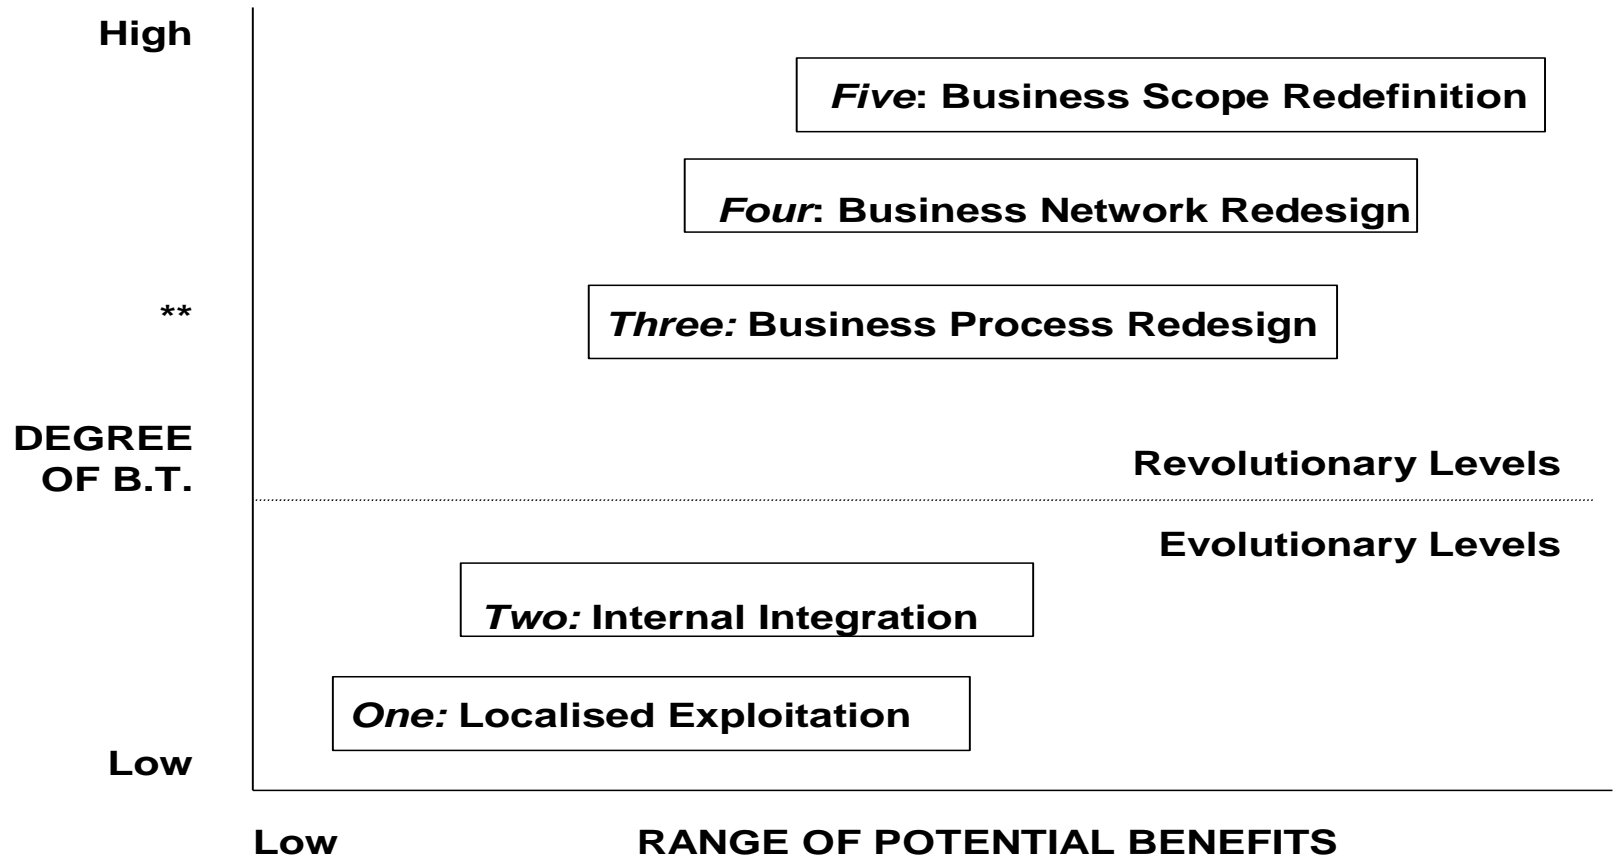 High
Five: Business Scope Redefinition
Four: Business Network Redesign
**
Three: Business Process Redesign
DEGREE
OF B.T.
Revolutionary Levels
Evolutionary Levels
Two: Internal Integration
One: Localised Exploitation
Low
Low
RANGE OF POTENTIAL BENEFITS